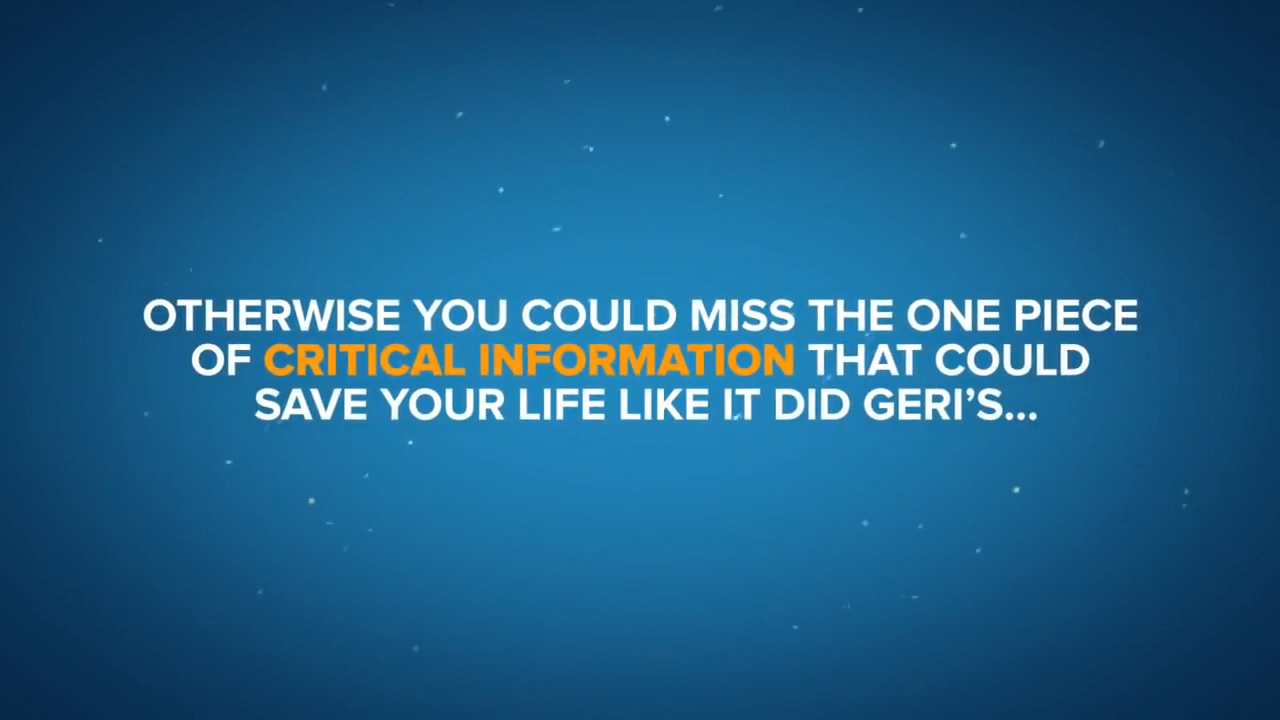 OTHERWISE YOU COULD MISS THE ONE PIECE
OF CRITICAL INFORMATION THAT COULD
SAVE YOUR LIFE LIKE IT DID GERI’S...